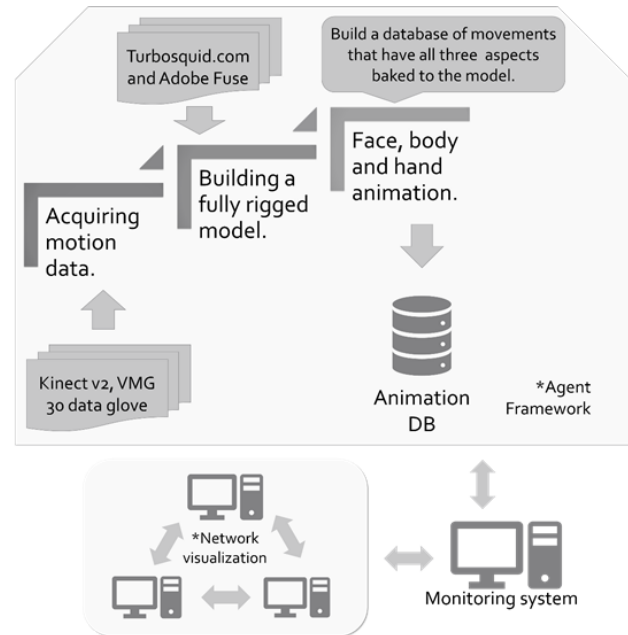 Turbosquid.com
and Adobe Fuse
Build a database of movements
that have all three aspects
baked to the model.
Acquiring
motion
data.
Building a
fully rigged
model.
Face, body
and hand
animation.
Kinect v2, VMG
30 data glove
Animation
DB
*Agent
Framework
*Network
visualization
Monitoring system